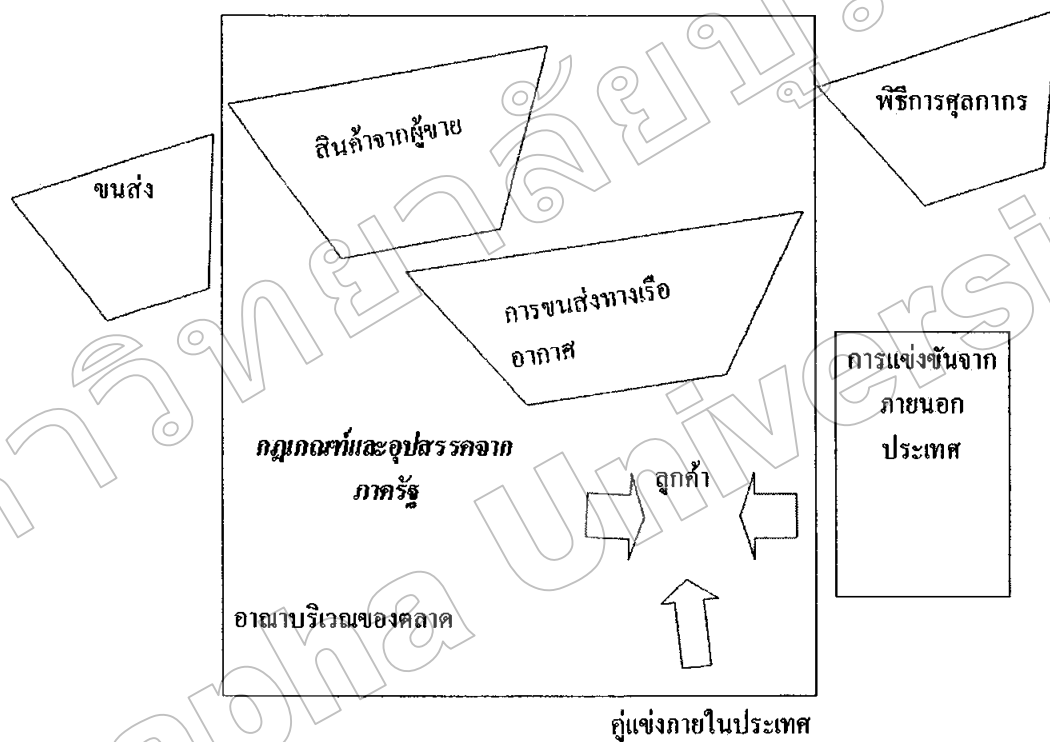 สินค้าจากผู้ขาย
พิธีการศุลกากร
ขนส่ง
การขนส่งทางเรือ
อากาศ
การแข่งขันจาก
ภายนอก
ประเทศ
กฎเกณฑ์และอุปสรรคจาก
ภาครัฐ
ลูกค้า
อาณาบริเวณของตลาด
คู่แข่งภายในประเทศ